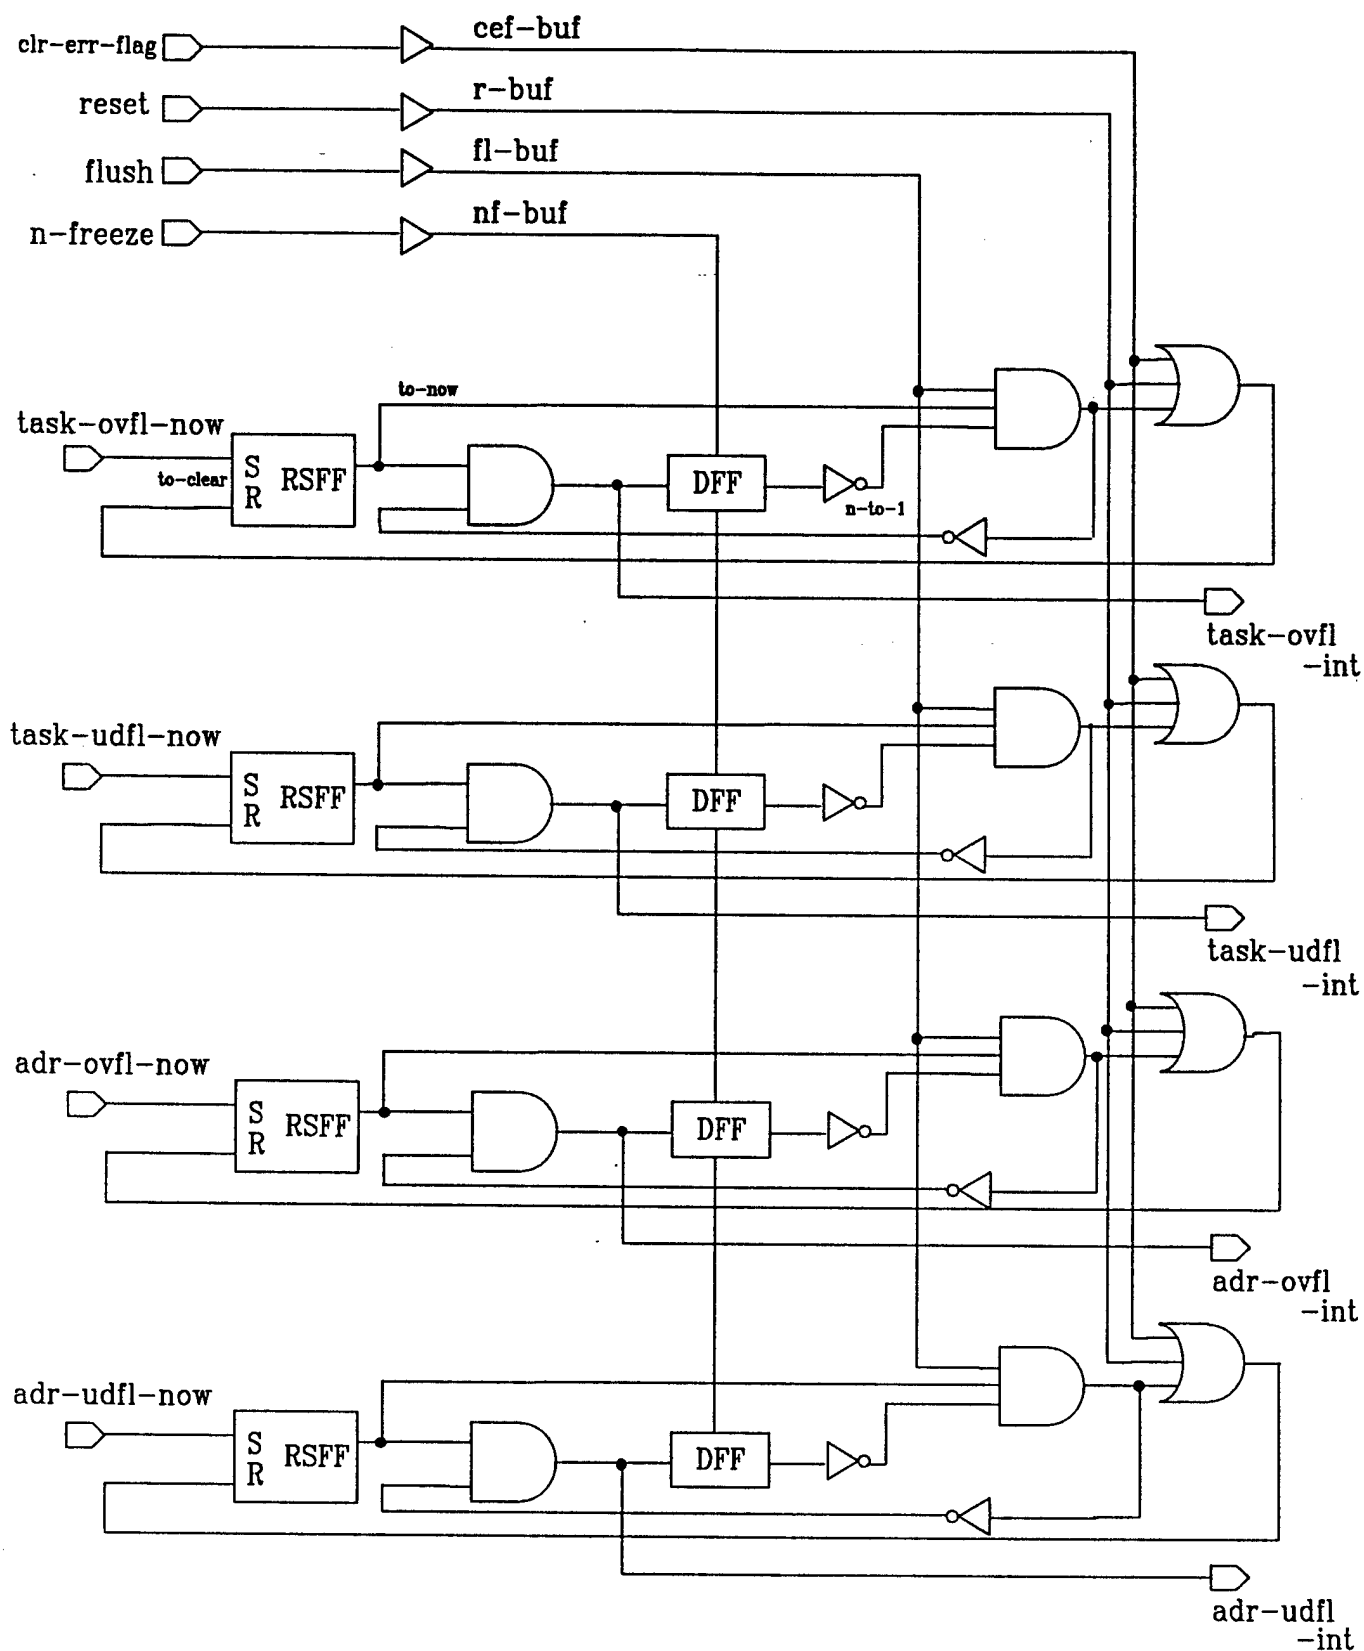 clr-err-flag
cef-buf
reset
r-buf
flush
fl-buf
n-freeze
nf-buf
to-now
task-ovfl-now
to-clear
S
R
RSFF
DFF
n-to-1
task-ovfl
-int
task-udfl-now
S
R
RSFF
DFF
task-udfl
-int
adr-ovfl-now
S
R
RSFF
DFF
adr-ovfl
-int
adr-udfl-now
S
R
RSFF
DFF
adr-udfl
-int